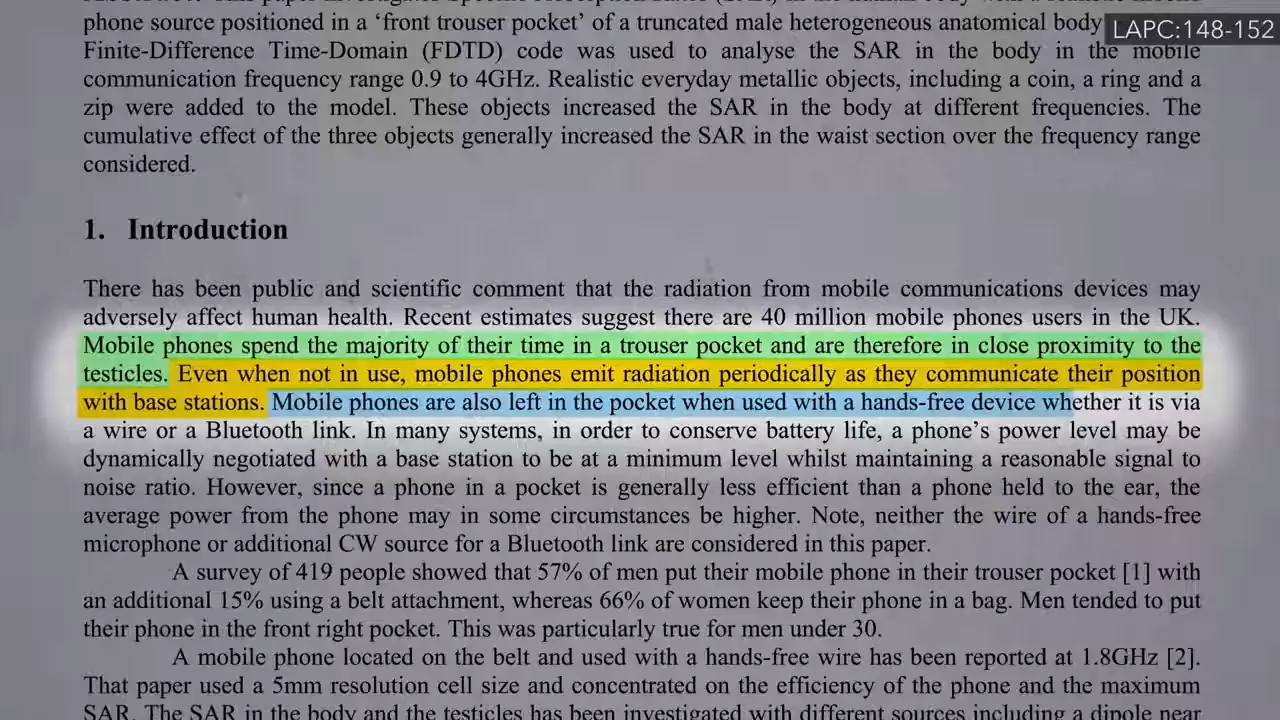 phone source positioned in a ‘front trouser pocket’ of a truncated male heterogeneous anatomical body
LAPC:148-152
Finite-Difference Time-Domain (FDTD) code was used to analyse the SAR in the body in the mobile
communication frequency range 0.9 to 4GHz. Realistic everyday metallic objects, including a coin, a ring and a
zip were added to the model. These objects increased the SAR in the body at different frequencies. The
cumulative effect of the three objects generally increased the SAR in the waist section over the frequency range
considered.
1. Introduction
There has been public and scientific comment that the radiation from mobile communications devices may
adversely affect human health. Recent estimates suggest there are 40 million mobile phones users in the UK.
Mobile phones spend the majority of their time in a trouser pocket and are therefore in close proximity to the
testicles. Even when not in use, mobile phones emit radiation periodically as they communicate their position
with base stations. Mobile phones are also left in the pocket when used with a hands-free device whether it is via
a wire or a Bluetooth link. In many systems, in order to conserve battery life, a phone’s power level may be
dynamically negotiated with a base station to be at a minimum level whilst maintaining a reasonable signal to
noise ratio. However, since a phone in a pocket is generally less efficient than a phone held to the ear, the
average power from the phone may in some circumstances be higher. Note, neither the wire of a hands-free
microphone or additional CW source for a Bluetooth link are considered in this paper.
A survey of 419 people showed that 57% of men put their mobile phone in their trouser pocket [1] with
an additional 15% using a belt attachment, whereas 66% of women keep their phone in a bag. Men tended to put
their phone in the front right pocket. This was particularly true for men under 30.
A mobile phone located on the belt and used with a hands-free wire has been reported at 1.8GHz [2].
That paper used a 5mm resolution cell size and concentrated on the efficiency of the phone and the maximum
SAR. The SAR in the body and the testicles has been investigated with different sources including a dipole near